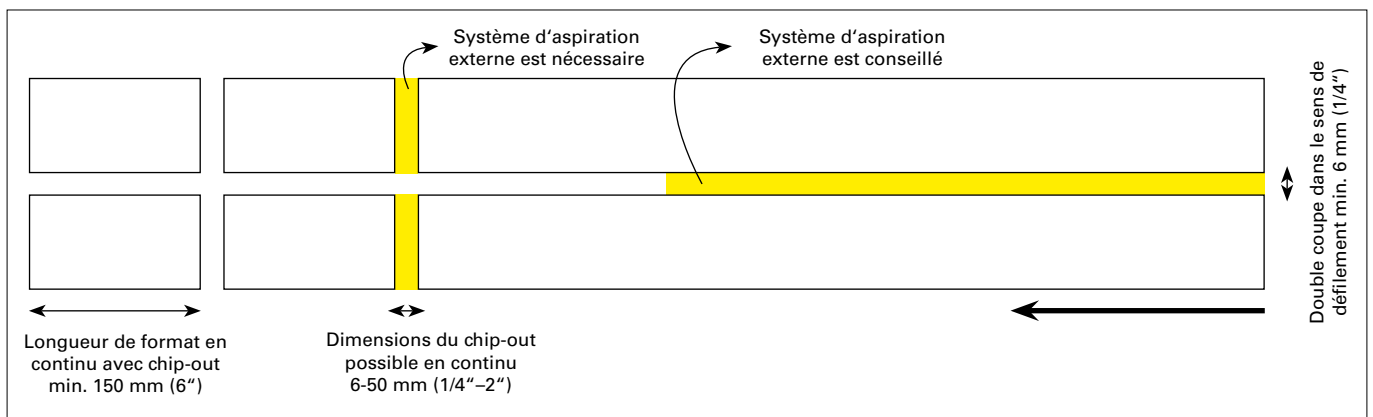 Système d‘aspiration
externe est nécessaire
Système d‘aspiration
externe est conseillé
Double coupe dans le sens de
défilement min. 6 mm (1/4“)
Longueur de format en
continu avec chip-out
min. 150 mm (6“)
Dimensions du chip-out
possible en continu
6-50 mm (1/4“–2“)